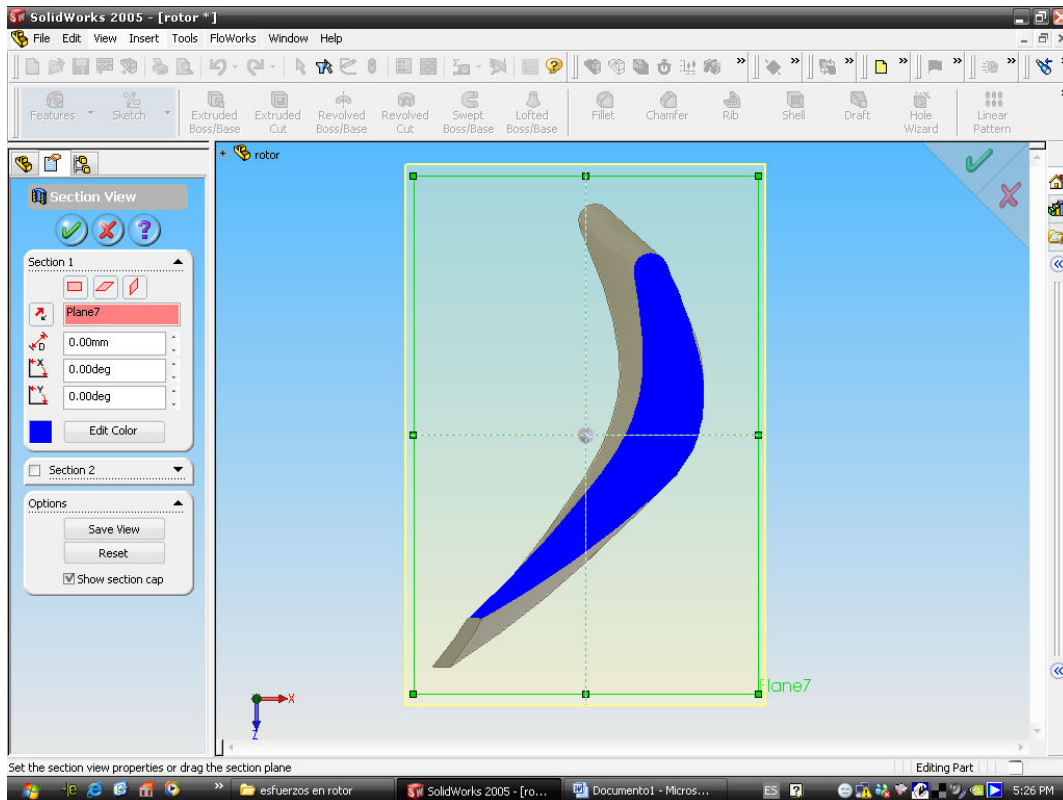 SolidWorks 2005 - [rotor *]
File Edit View Insert Tools FloWorks Window Help
Features Sketch Extruded Boss/Base Extruded Cut Revolved Boss/Base Revolved Cut Swept Boss/Base Lofted Boss/Base Fillet Chamfer Rib Shell Draft Hole Wizard Linear Pattern
rotor
Section View
Section 1
Plane7
0.00mm
0.00deg
0.00deg
Edit Color
Section 2
Options
Save View
Reset
Show section cap
Plane7
X
Z
Set the section view properties or drag the section plane
Editing Part
esfuerzos en rotor
SolidWorks 2005 - [ro...
Documento1 - Micros...
ES
5:26 PM